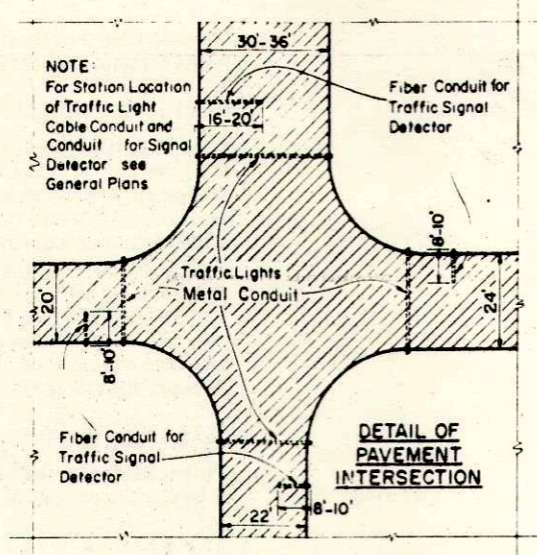 30'-36'
NOTE:
For Station Location
of Traffic Light
Cable Conduit and
Conduit for Signal
Detector see
General Plans
16'-20'
Fiber Conduit for
Traffic Signal
Detector
8'-10'
Traffic Lights
Metal Conduit
20'
24'
8'-10'
Fiber Conduit for
Traffic Signal
Detector
DETAIL OF
PAVEMENT
INTERSECTION
22'
8'-10'